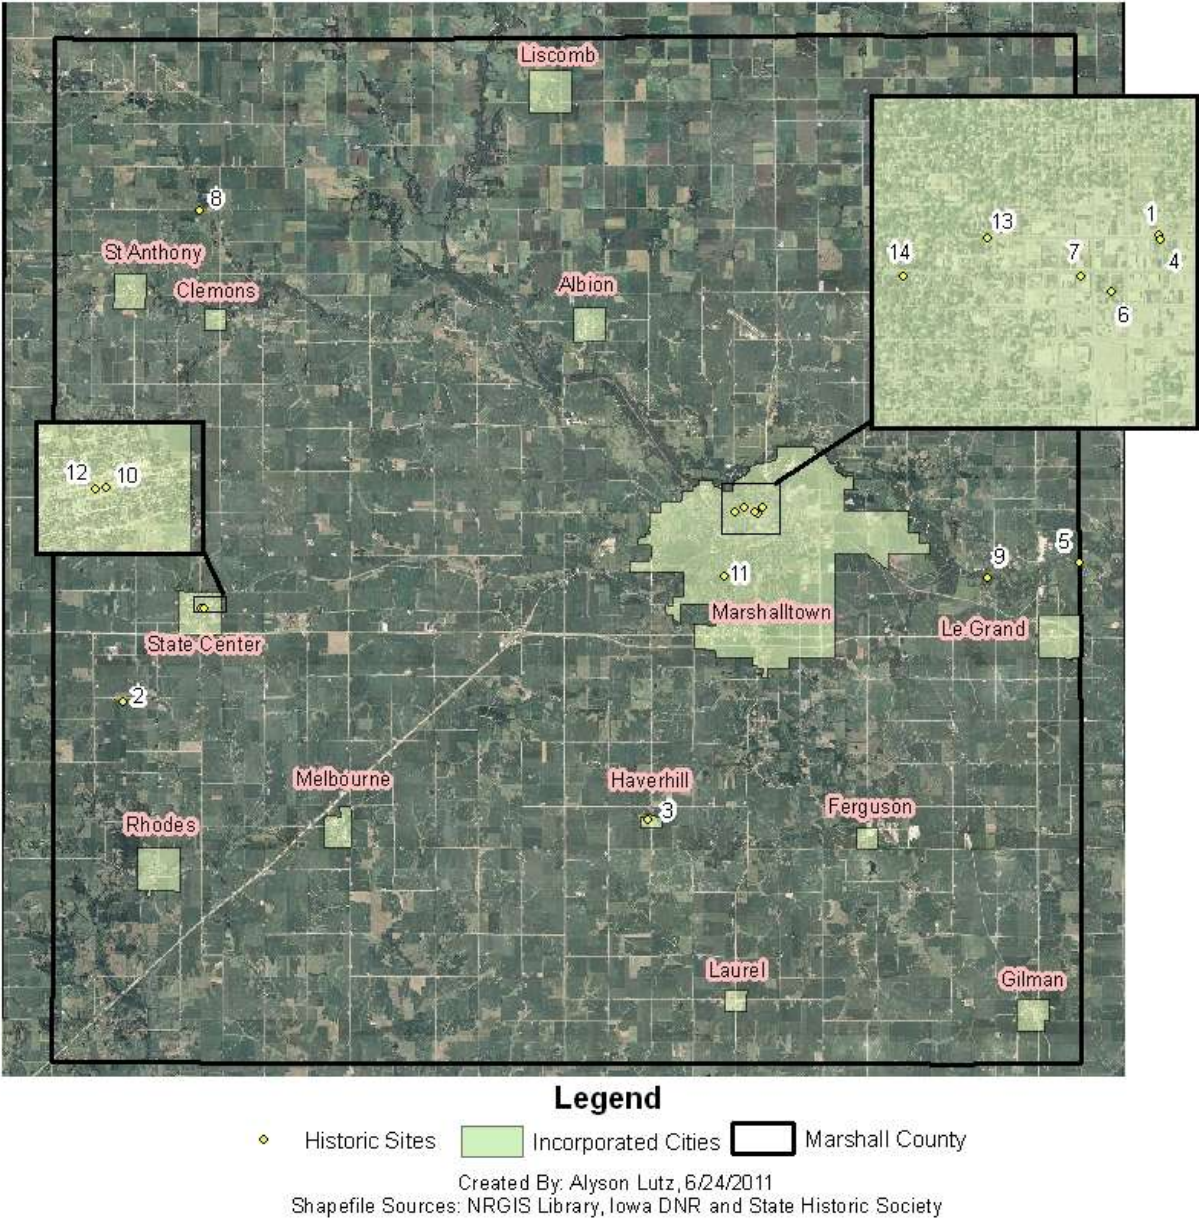 Liscomb
8
St Anthony
Clemons
Albion
13
1
14
7
4
6
12
10
5
9
11
Marshalltown
Le Grand
State Center
2
Melbourne
Haverhill
3
Ferguson
Rhodes
Laurel
Gilman
Legend
Historic Sites
Incorporated Cities
Marshall County
Created By: Alyson Lutz, 6/24/2011
Shapefile Sources: NRGIS Library, Iowa DNR and State Historic Society